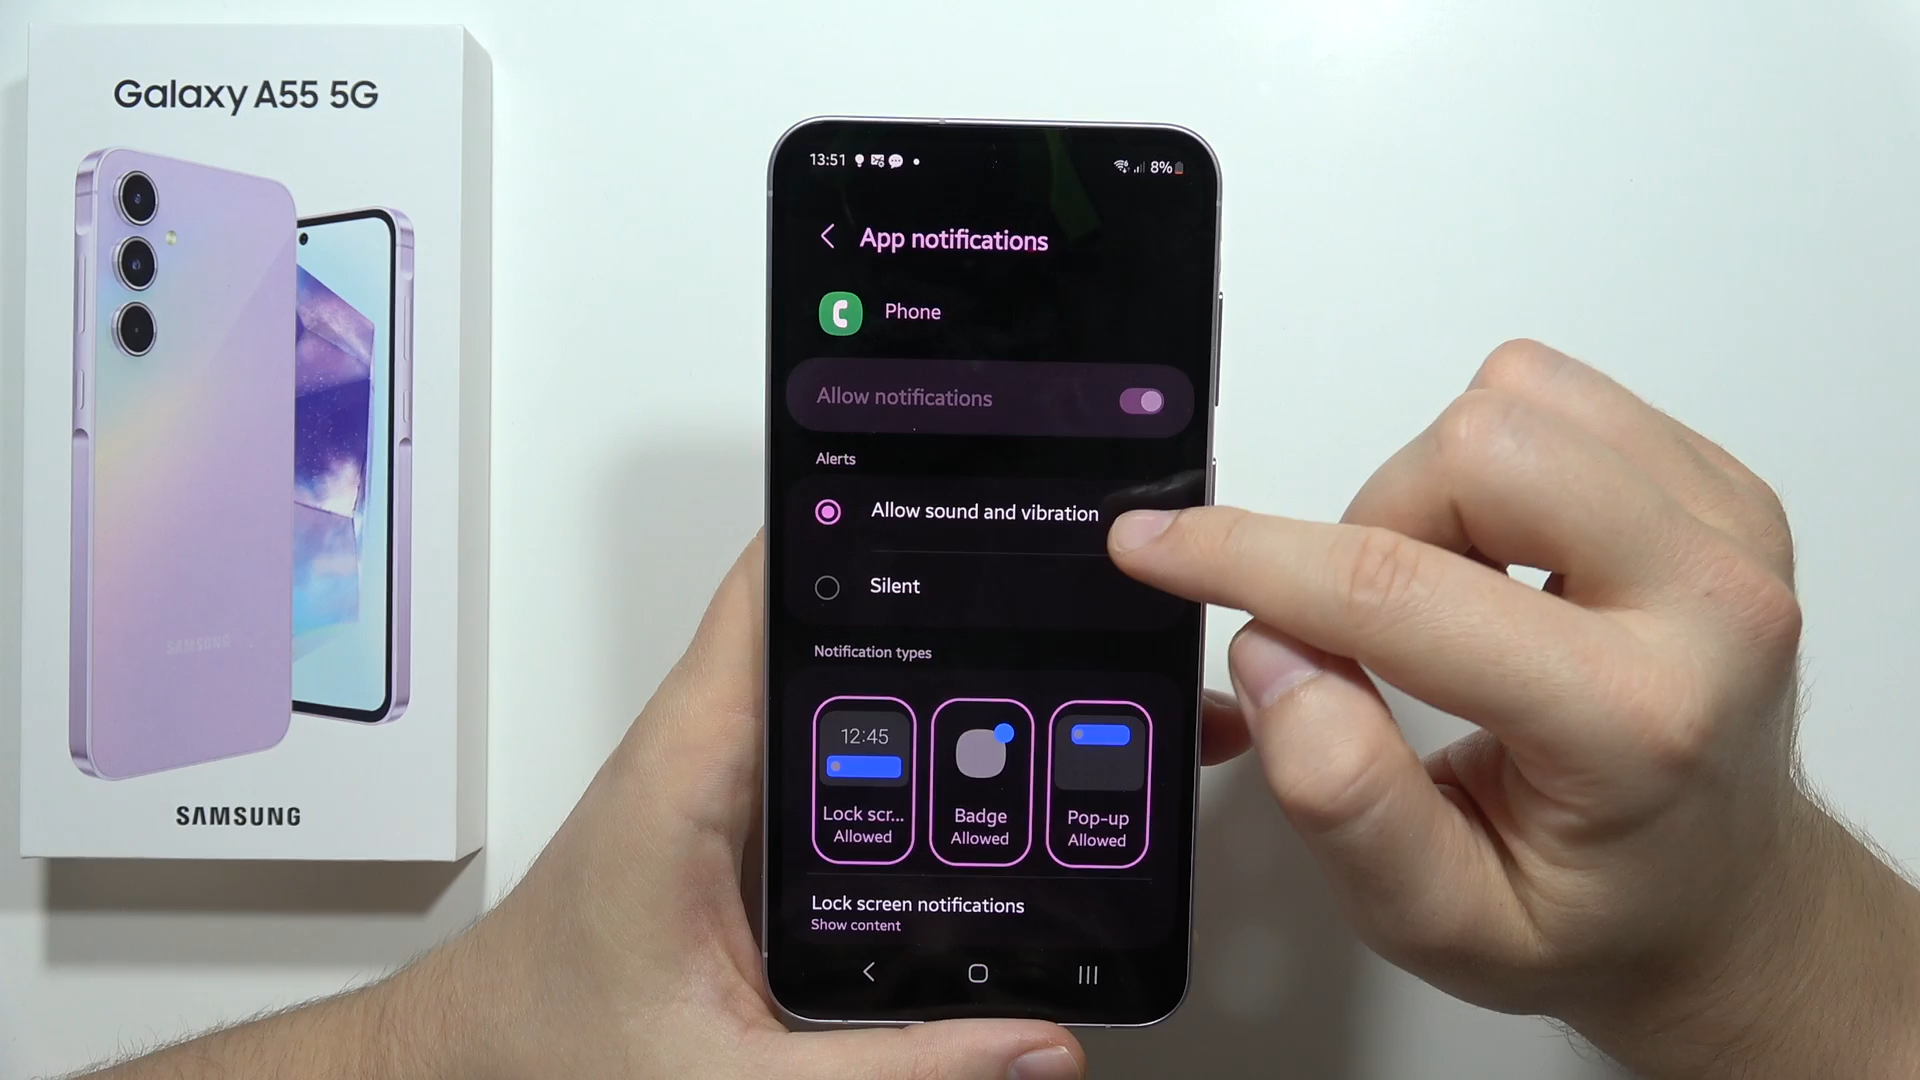 Galaxy A55 5G
SAMSUNG
SAMSUNG
13:51
8%
App notifications
Phone
Allow notifications
Alerts
Allow sound and vibration
Silent
Notification types
12:45
Lock scr...
Allowed
Badge
Allowed
Pop-up
Allowed
Lock screen notifications
Show content